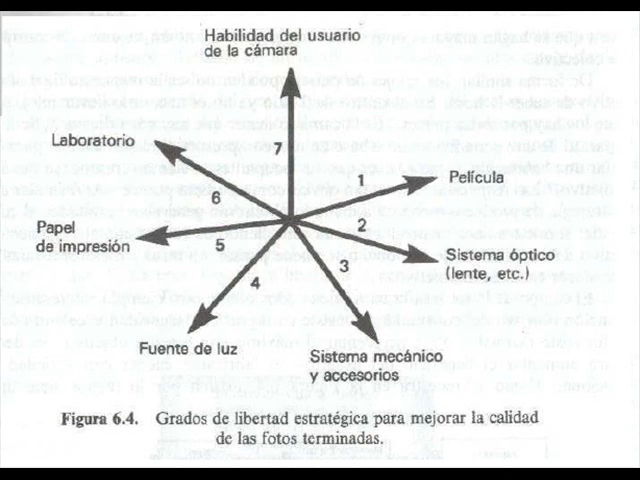 Habilidad del usuario
de la cámara
7
Laboratorio
1
Película
6
Papel
de impresión
2
5
Sistema óptico
(lente, etc.)
3
4
Fuente de luz
Sistema mecánico
y acesorios
Figura 6.4. Grados de libertad estratégica para mejorar la calidad
de las fotos terminadas.